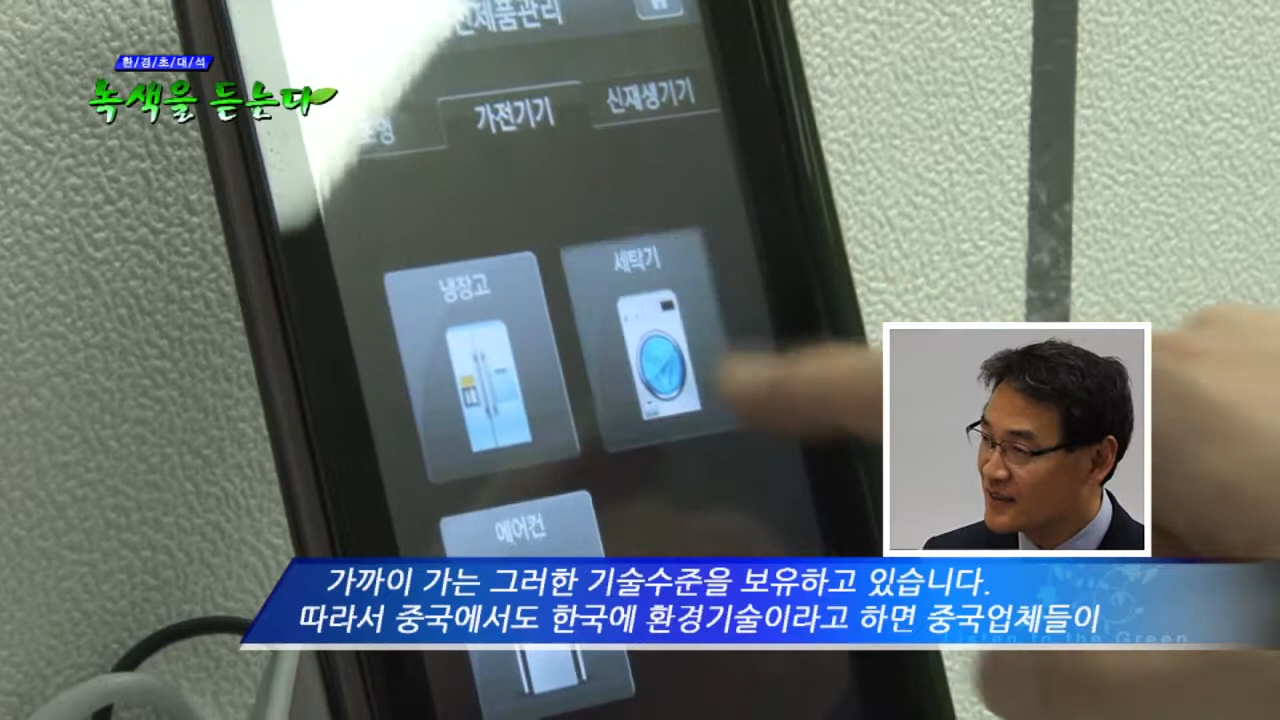 환/경/초/대/석
녹색을 듣는다
가전기기
신재생기기
냉장고
세탁기
에어컨
가까이 가는 그러한 기술수준을 보유하고 있습니다.
따라서 중국에서도 한국에 환경기술이라고 하면 중국업체들이
Listen to the Green